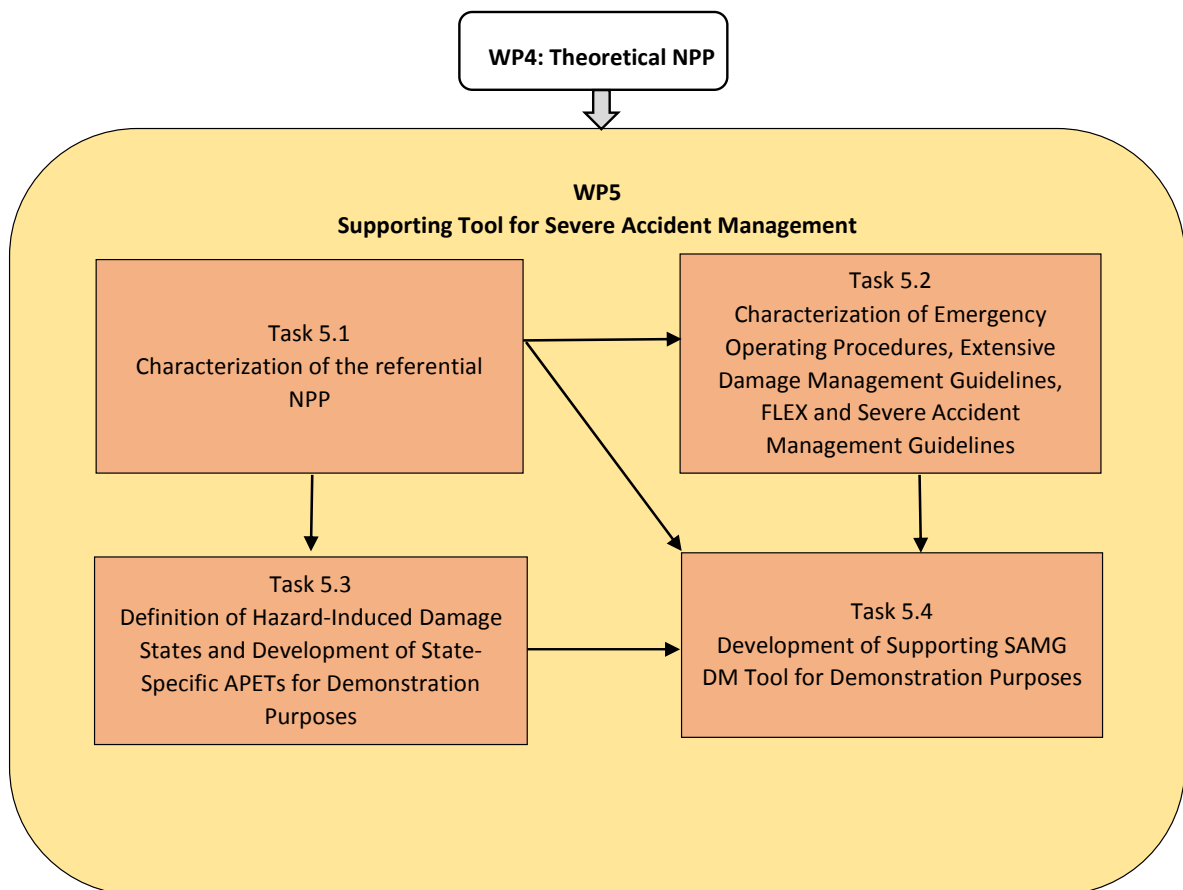 WP4: Theoretical NPP
WP5
Supporting Tool for Severe Accident Management
Task 5.1
Characterization of the referential
NPP
Task 5.2
Characterization of Emergency
Operating Procedures, Extensive
Damage Management Guidelines,
FLEX and Severe Accident
Management Guidelines
Task 5.3
Definition of Hazard-Induced Damage
States and Development of State-
Specific APETs for Demonstration
Purposes
Task 5.4
Development of Supporting SAMG
DM Tool for Demonstration Purposes